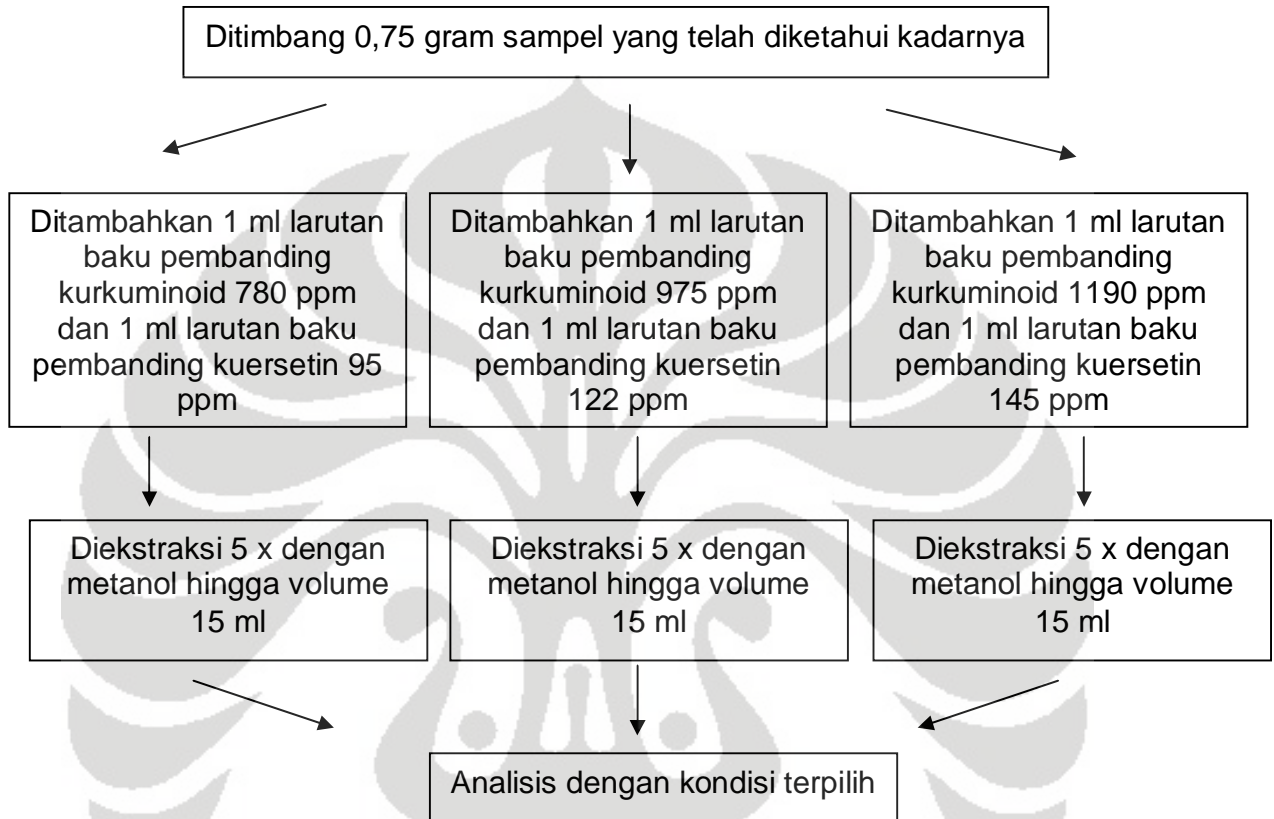 Ditimbang 0,75 gram sampel yang telah diketahui kadarnya
Ditambahkan 1 ml larutan
baku pembanding
kurkuminoid 780 ppm
dan 1 ml larutan baku
pembanding kuersetin 95
ppm
Ditambahkan 1 ml larutan
baku pembanding
kurkuminoid 975 ppm
dan 1 ml larutan baku
pembanding kuersetin
122 ppm
Ditambahkan 1 ml larutan
baku pembanding
kurkuminoid 1190 ppm
dan 1 ml larutan baku
pembanding kuersetin
145 ppm
Diekstraksi 5 x dengan
metanol hingga volume
15 ml
Diekstraksi 5 x dengan
metanol hingga volume
15 ml
Diekstraksi 5 x dengan
metanol hingga volume
15 ml
Analisis dengan kondisi terpilih